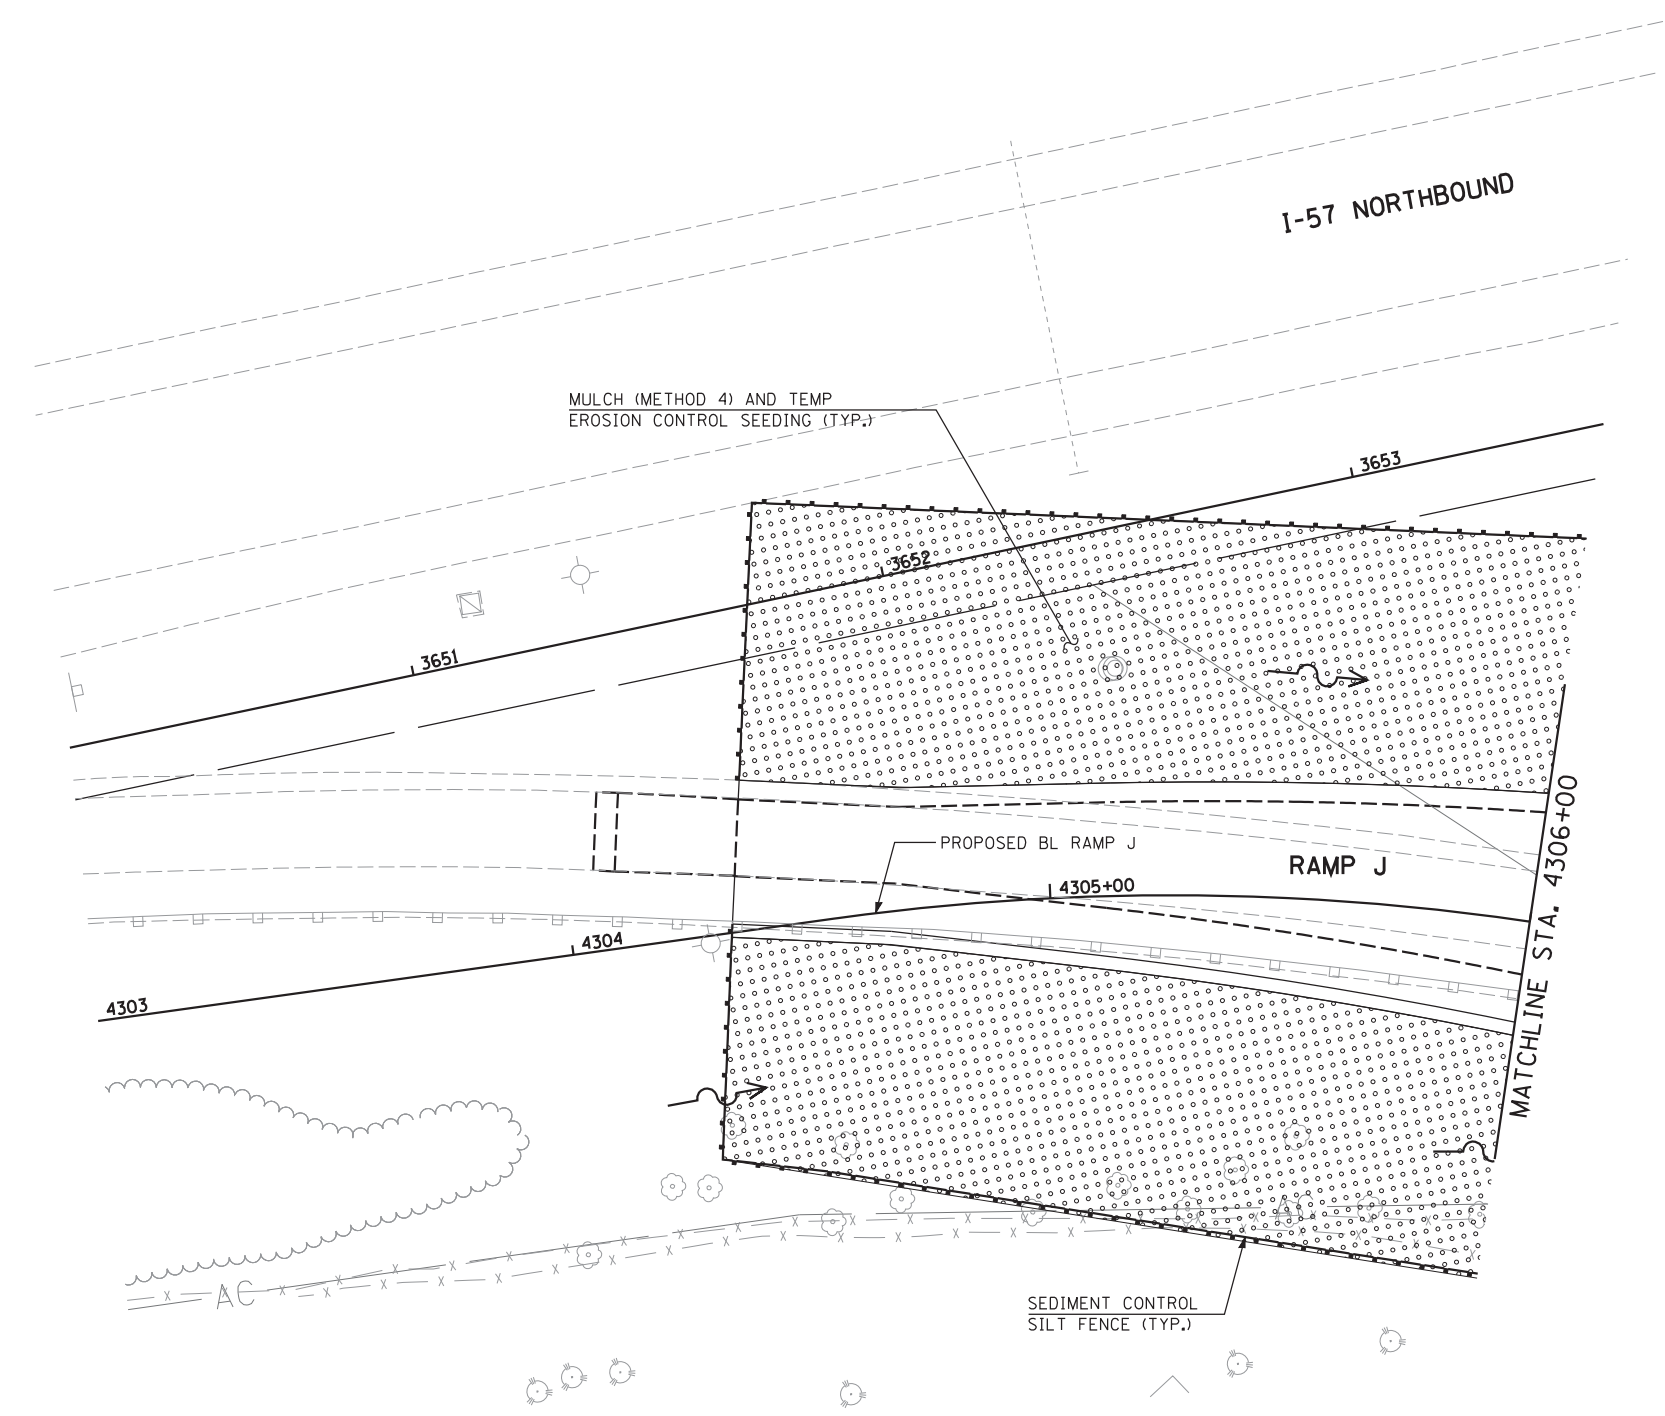 I-57 NORTHBOUND
MULCH (METHOD 4) AND TEMP
EROSION CONTROL SEEDING (TYP.)
3653
3652
3651
PROPOSED BL RAMP J
RAMP J
4305+00
4304
4303
MATCHLINE STA. 4306+00
AC
AC
SEDIMENT CONTROL
SILT FENCE (TYP.)